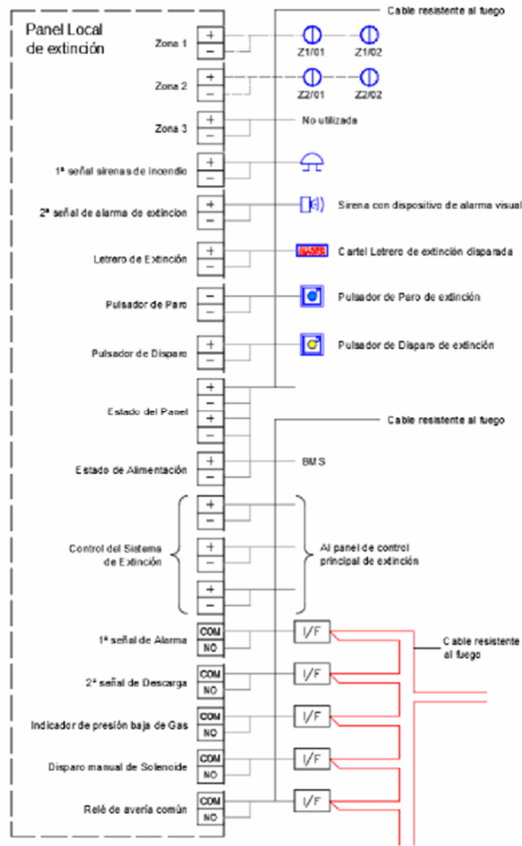 Cable resistente al fuego
Panel Local
de extinción
Zona 1
+
−
Z1/01
Z1/02
Zona 2
+
−
Z2/01
Z2/02
Zona 3
+
−
No utilizada
1ª señal sirenas de incendio
+
−
2ª señal de alarma de extincion
+
−
Sirena con dispositivo de alarma visual
Letrero de Extinción
+
−
Cartel Letrero de extinción disparada
Pulsador de Paro
−
−
Pulsador de Paro de extinción
Pulsador de Disparo
+
−
Pulsador de Disparo de extinción
Estado del Panel
+
−
+
−
Cable resistente al fuego
Estado de Alimentación
+
−
BMS
Control del Sistema
de Extinción
+
−
+
−
+
−
Al panel de control
principal de extinción
1ª señal de Alarma
COM
NO
I/F
Cable resistente
al fuego
2ª señal de Descarga
COM
NO
I/F
Indicador de presión baja de Gas
COM
NO
I/F
Disparo manual de Solenoide
COM
NO
I/F
Relé de avería común
COM
NO
I/F